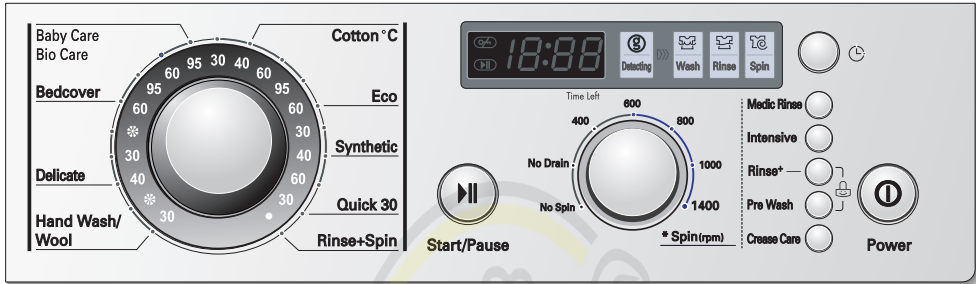 Baby Care
Bio Care
Bedcover
Delicate
Hand Wash/
Wool
95 30 40
60 60
95 95
60 30
30 40
40 30
30
60
Cotton °C
Eco
Synthetic
Quick 30
Rinse+Spin
Start/Pause
18:88
Detecting
Wash
Rinse
Spin
Time Left
No Spin
No Drain
400
600
800
1000
1400
* Spin(rpm)
Medic Rinse
Intensive
Rinse+
Pre Wash
Crease Care
Power